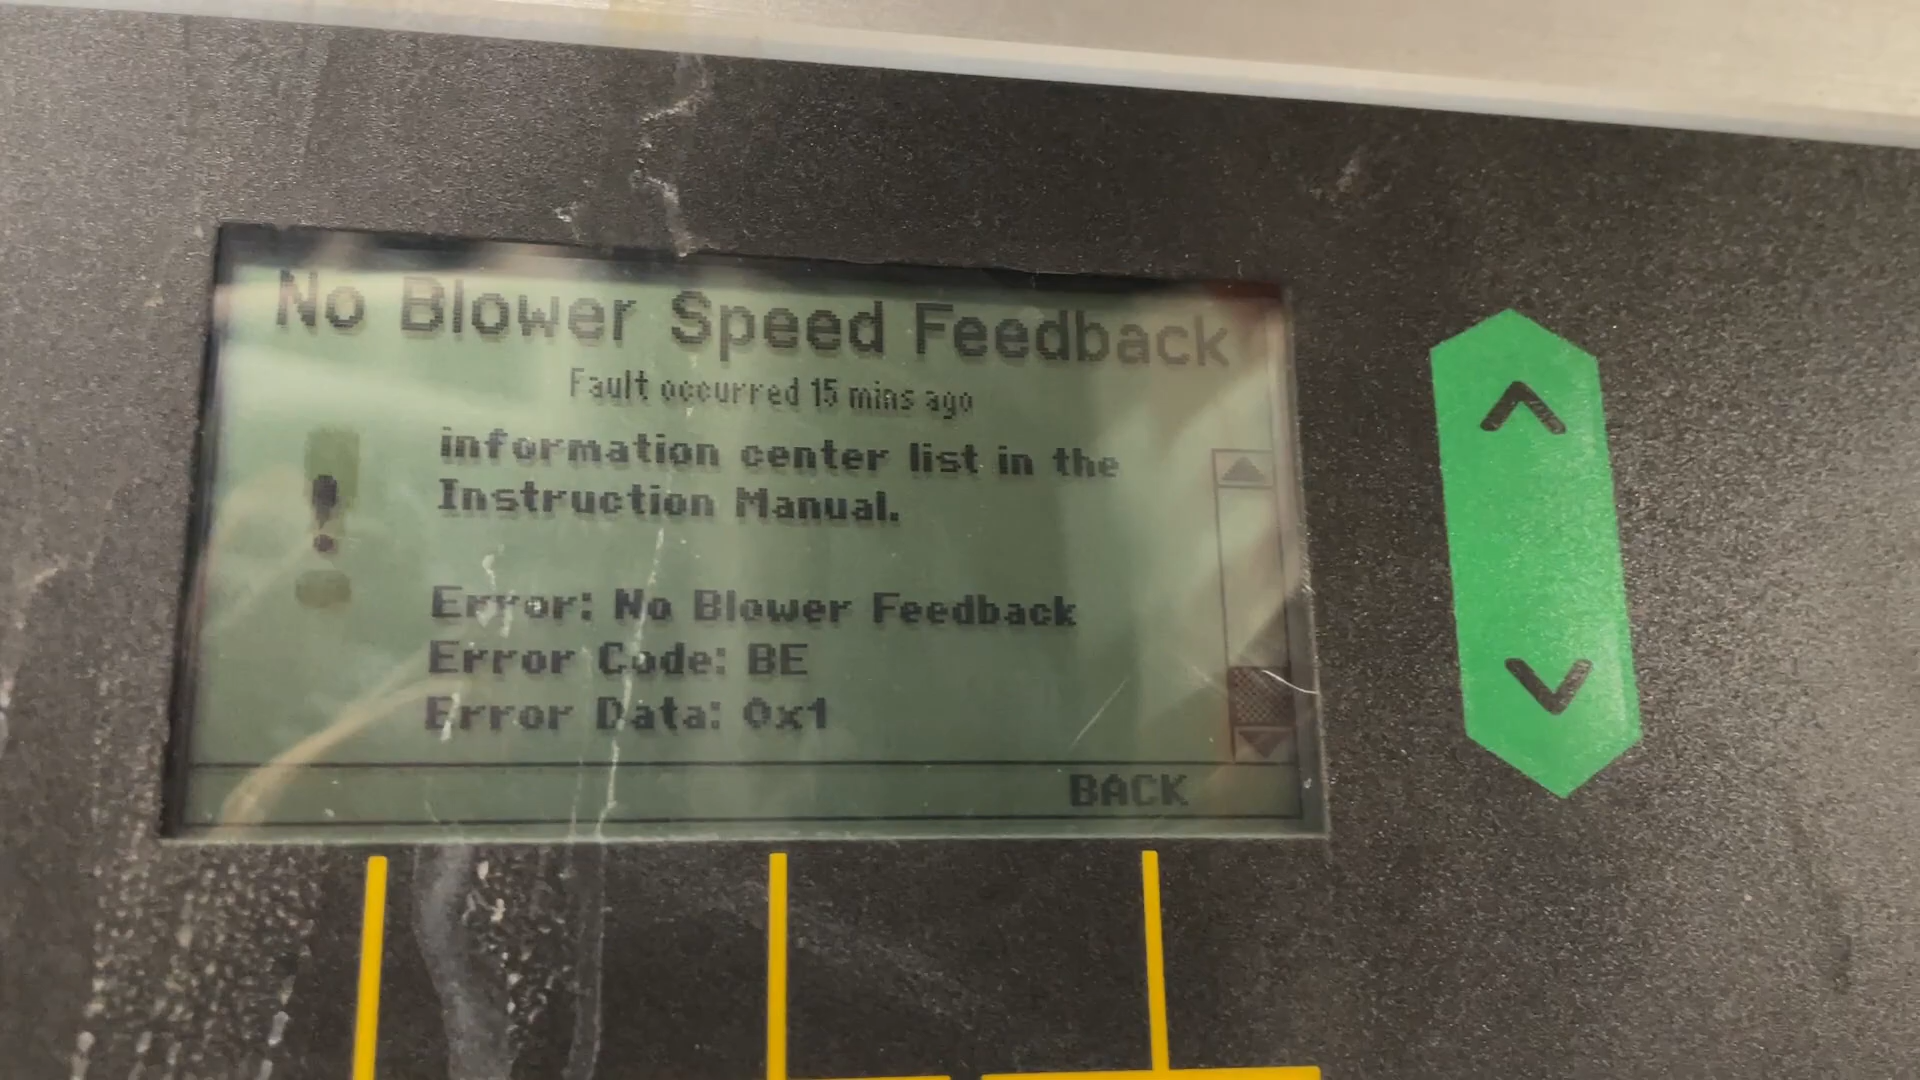 No Blower Speed Feedback
Fault occurred 15 mins ago
information center list in the
Instruction Manual.
Error: No Blower Feedback
Error Code: BE
Error Data: 0x1
BACK